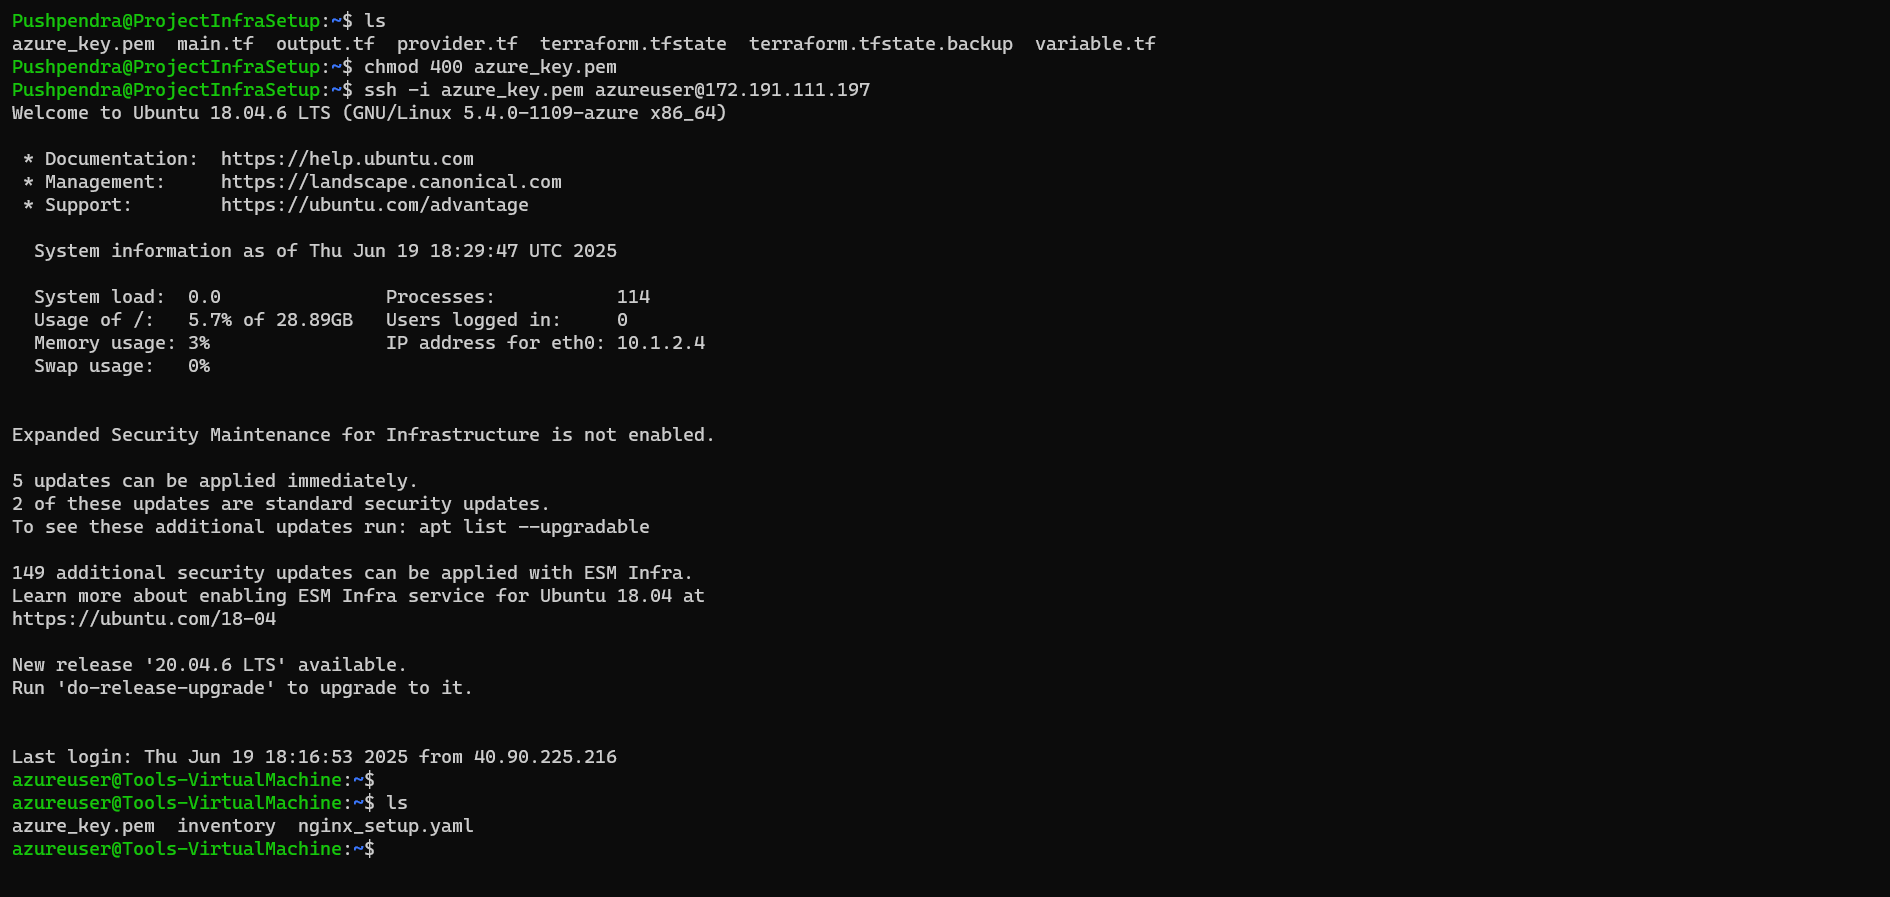 Pushpendra@ProjectInfraSetup:~$ ls
azure_key.pem  main.tf  output.tf  provider.tf  terraform.tfstate  terraform.tfstate.backup  variable.tf
Pushpendra@ProjectInfraSetup:~$ chmod 400 azure_key.pem
Pushpendra@ProjectInfraSetup:~$ ssh -i azure_key.pem azureuser@172.191.111.197
Welcome to Ubuntu 18.04.6 LTS (GNU/Linux 5.4.0-1109-azure x86_64)

 * Documentation:  https://help.ubuntu.com
 * Management:     https://landscape.canonical.com
 * Support:        https://ubuntu.com/advantage

  System information as of Thu Jun 19 18:29:47 UTC 2025

  System load:  0.0               Processes:           114
  Usage of /:   5.7% of 28.89GB   Users logged in:     0
  Memory usage: 3%                IP address for eth0: 10.1.2.4
  Swap usage:   0%

Expanded Security Maintenance for Infrastructure is not enabled.

5 updates can be applied immediately.
2 of these updates are standard security updates.
To see these additional updates run: apt list --upgradable

149 additional security updates can be applied with ESM Infra.
Learn more about enabling ESM Infra service for Ubuntu 18.04 at
https://ubuntu.com/18-04

New release '20.04.6 LTS' available.
Run 'do-release-upgrade' to upgrade to it.

Last login: Thu Jun 19 18:16:53 2025 from 40.90.225.216
azureuser@Tools-VirtualMachine:~$
azureuser@Tools-VirtualMachine:~$ ls
azure_key.pem  inventory  nginx_setup.yaml
azureuser@Tools-VirtualMachine:~$